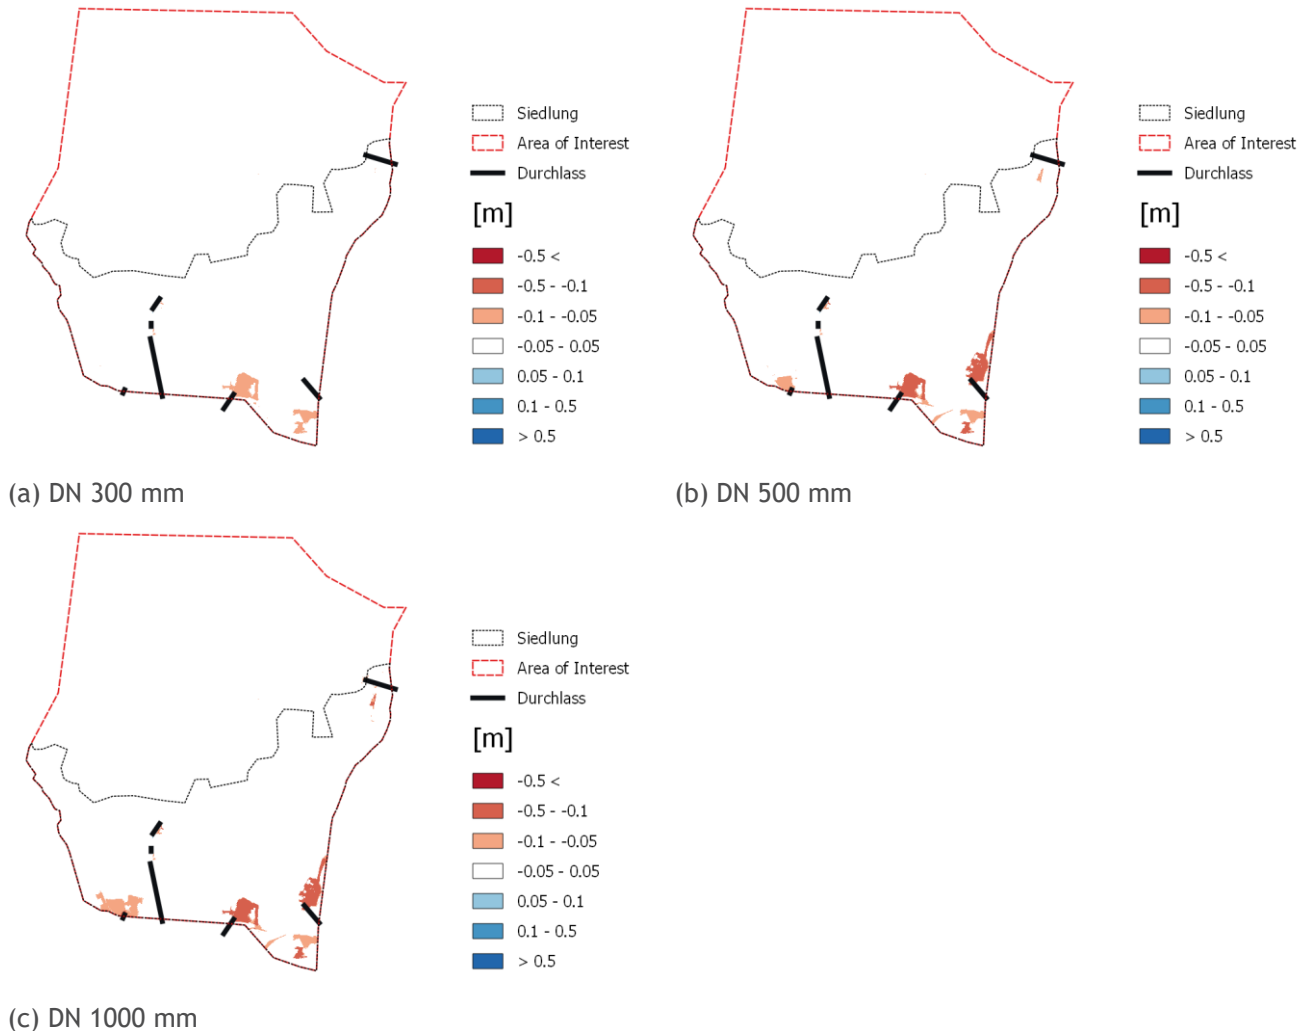 Siedlung
Area of Interest
Durchlass
[m]
-0.5 <
-0.5 - -0.1
-0.1 - -0.05
-0.05 - 0.05
0.05 - 0.1
0.1 - 0.5
> 0.5
(a) DN 300 mm
Siedlung
Area of Interest
Durchlass
[m]
-0.5 <
-0.5 - -0.1
-0.1 - -0.05
-0.05 - 0.05
0.05 - 0.1
0.1 - 0.5
> 0.5
(b) DN 500 mm
Siedlung
Area of Interest
Durchlass
[m]
-0.5 <
-0.5 - -0.1
-0.1 - -0.05
-0.05 - 0.05
0.05 - 0.1
0.1 - 0.5
> 0.5
(c) DN 1000 mm